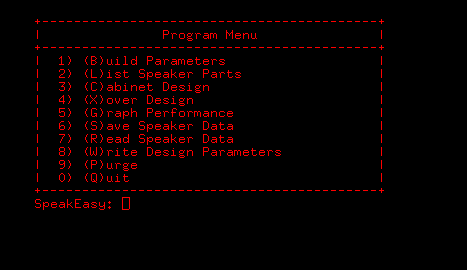 Program Menu
1) (B)uild Parameters
2) (L)ist Speaker Parts
3) (C)abinet Design
4) (X)over Design
5) (G)raph Performance
6) (S)ave Speaker Data
7) (R)ead Speaker Data
8) (W)rite Design Parameters
9) (P)urge
0) (Q)uit
SpeakEasy: